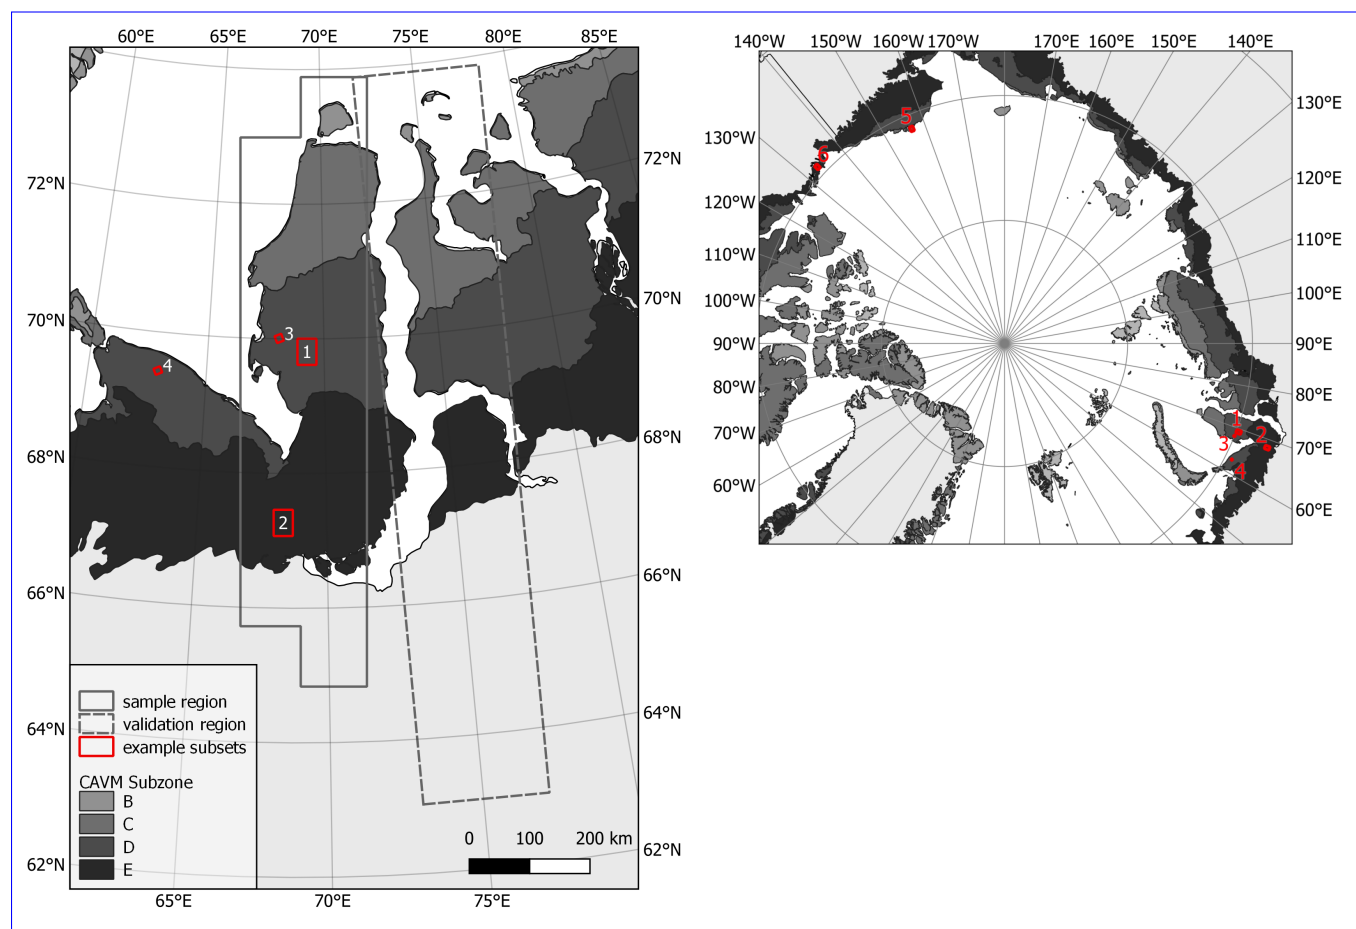 60°E 65°E 70°E 75°E 80°E 85°E
72°N
70°N
68°N
66°N
64°N
62°N
72°N
70°N
68°N
66°N
64°N
62°N
3
1
4
2
sample region
validation region
example subsets
CAVM Subzone
B
C
D
E
0 100 200 km
65°E 70°E 75°E
140°W 150°W 160°W 170°W 170°E 160°E 150°E 140°E
130°W
120°W
110°W
100°W
90°W
80°W
70°W
60°W
130°E
120°E
110°E
100°E
90°E
80°E
70°E
60°E
5
6
1
2
3
4